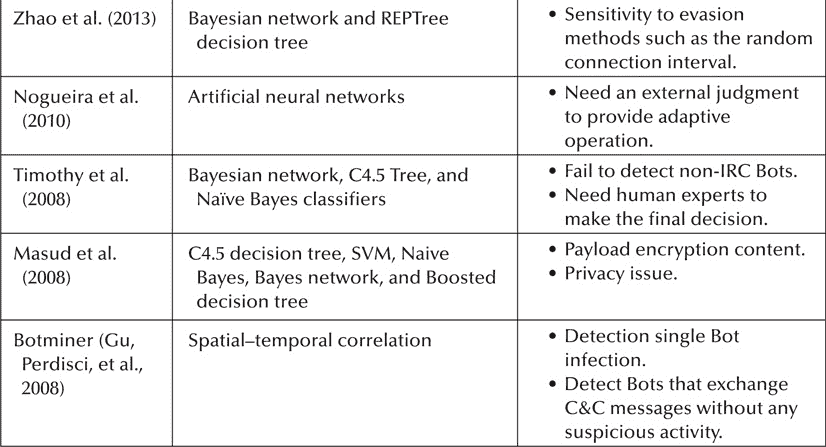 Zhao et al. (2013)
Bayesian network and REPTree
decision tree
• Sensitivity to evasion
methods such as the random
connection interval.
Nogueira et al.
(2010)
Artificial neural networks
• Need an external judgment
to provide adaptive
operation.
Timothy et al.
(2008)
Bayesian network, C4.5 Tree, and
Naïve Bayes classifiers
• Fail to detect non-IRC Bots.
• Need human experts to
make the final decision.
Masud et al.
(2008)
C4.5 decision tree, SVM, Naive
Bayes, Bayes network, and Boosted
decision tree
• Payload encryption content.
• Privacy issue.
Botminer (Gu,
Perdisci, et al.,
2008)
Spatial–temporal correlation
• Detection single Bot
infection.
• Detect Bots that exchange
C&C messages without any
suspicious activity.